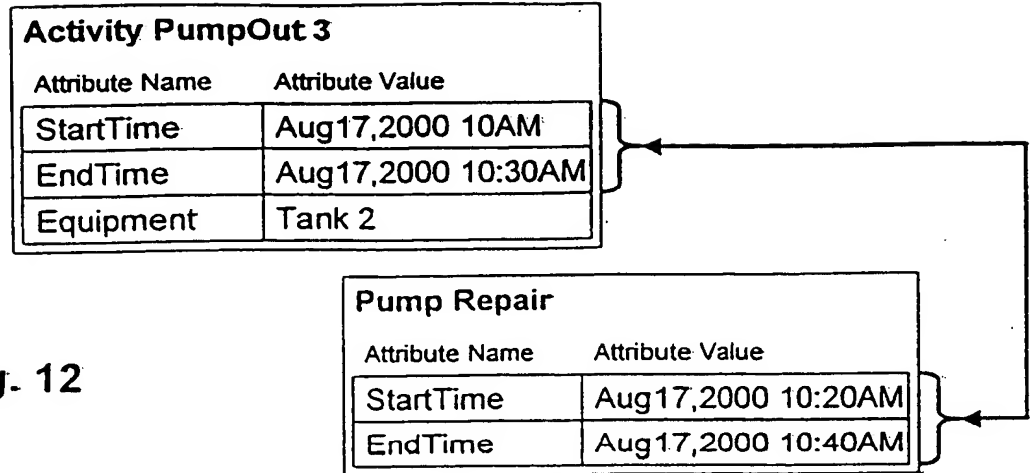 Activity PumpOut 3
Attribute Name Attribute Value
StartTime Aug17,2000 10AM
EndTime Aug17,2000 10:30AM
Equipment Tank 2
Pump Repair
Attribute Name Attribute Value
StartTime Aug17,2000 10:20AM
EndTime Aug17,2000 10:40AM
12